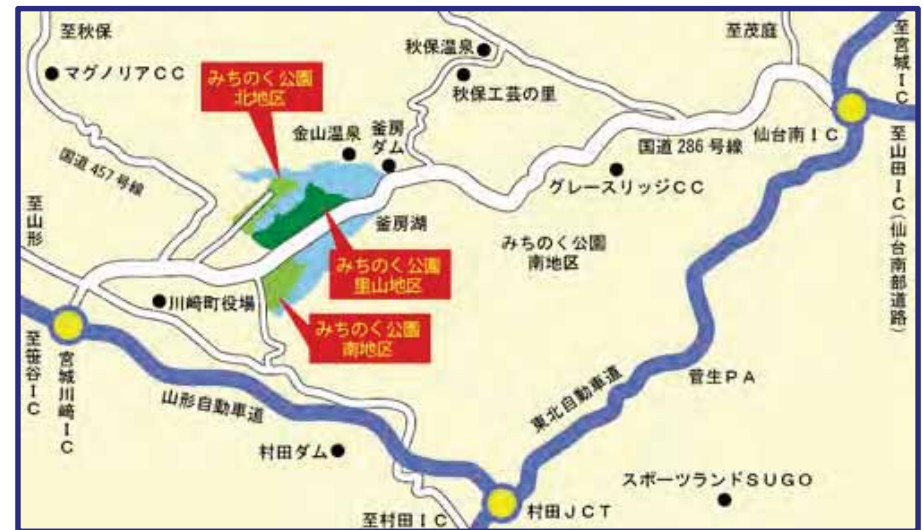 至秋保
マグノリアCC
みちのく公園
北地区
金山温泉
釜房
ダム
秋保温泉
秋保工芸の里
至茂庭
至宮城IC
仙台南IC
国道286号線
グレースリッジCC
至山田IC(仙台南部道路)
国道457号線
至山形
釜房湖
みちのく公園
南地区
みちのく公園
里山地区
川﨑町役場
みちのく公園
南地区
至笹谷IC
宮城川﨑IC
山形自動車道
東北自動車道
菅生PA
村田ダム
スポーツランドSUGO
至村田IC
村田JCT